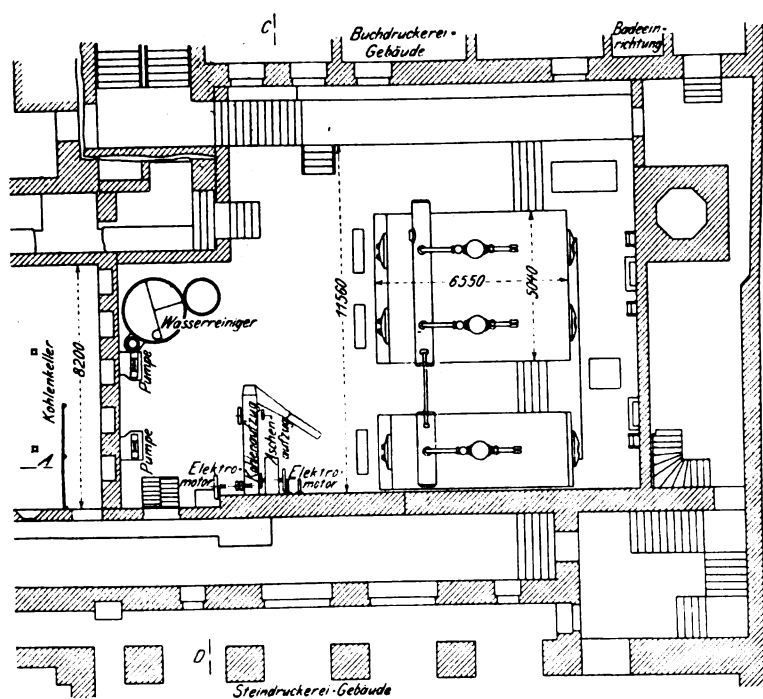 C
Buchdruckerei-
Gebäude
Badeein-
richtung
11560
6550
5040
Wasserreiniger
8200
Kohlenkeller
Pumpe
Pumpe
Kohlenaufzug
Aschen-
aufzug
Elektro-
motor
Elektro-
motor
A
D
Steindruckerei-Gebäude